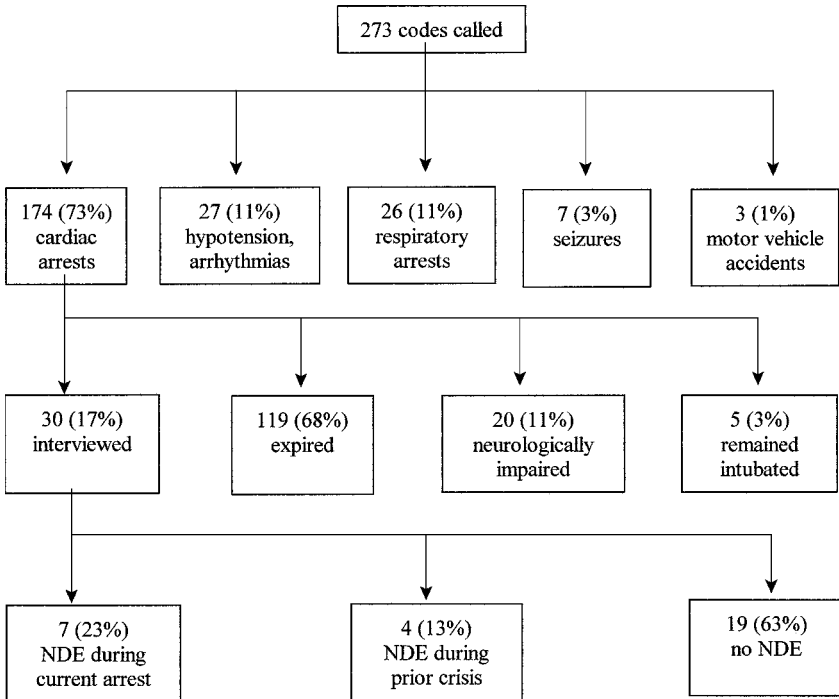 273 codes called
174 (73%)
cardiac
arrests
27 (11%)
hypotension,
arrhythmias
26 (11%)
respiratory
arrests
7 (3%)
seizures
3 (1%)
motor vehicle
accidents
30 (17%)
interviewed
119 (68%)
expired
20 (11%)
neurologically
impaired
5 (3%)
remained
intubated
7 (23%)
NDE during
current arrest
4 (13%)
NDE during
prior crisis
19 (63%)
no NDE